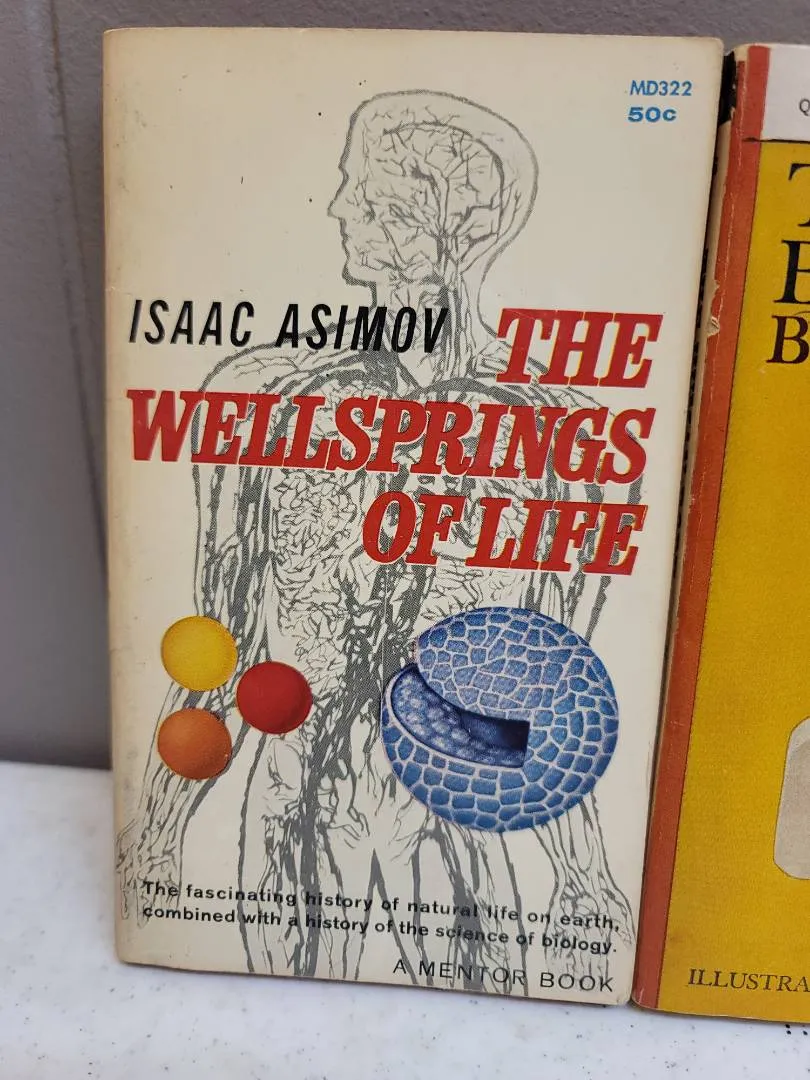 MD322
50c
ISAAC ASIMOV THE
WELLSPRINGS
OF LIFE
The fascinating history of natural life on earth,
combined with a history of the science of biology.
A MENTOR BOOK
ILLUSTRA